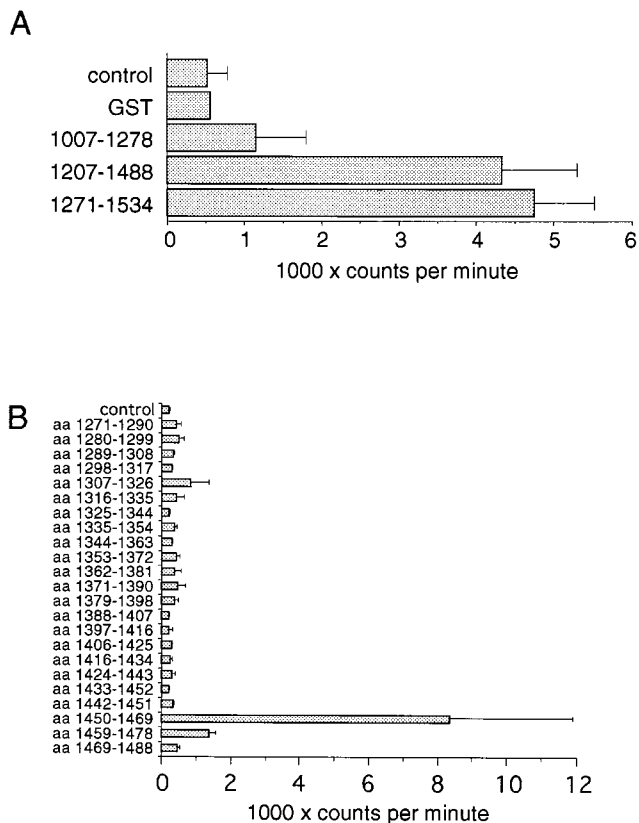 A
control
GST
1007-1278
1207-1488
1271-1534
0 1 2 3 4 5 6
1000 x counts per minute
B
control
aa 1271-1290
aa 1280-1299
aa 1289-1308
aa 1298-1317
aa 1307-1326
aa 1316-1335
aa 1325-1344
aa 1335-1354
aa 1344-1363
aa 1353-1372
aa 1362-1381
aa 1371-1390
aa 1379-1398
aa 1388-1407
aa 1397-1416
aa 1406-1425
aa 1416-1434
aa 1424-1443
aa 1433-1452
aa 1442-1451
aa 1450-1469
aa 1459-1478
aa 1469-1488
0 2 4 6 8 10 12
1000 x counts per minute